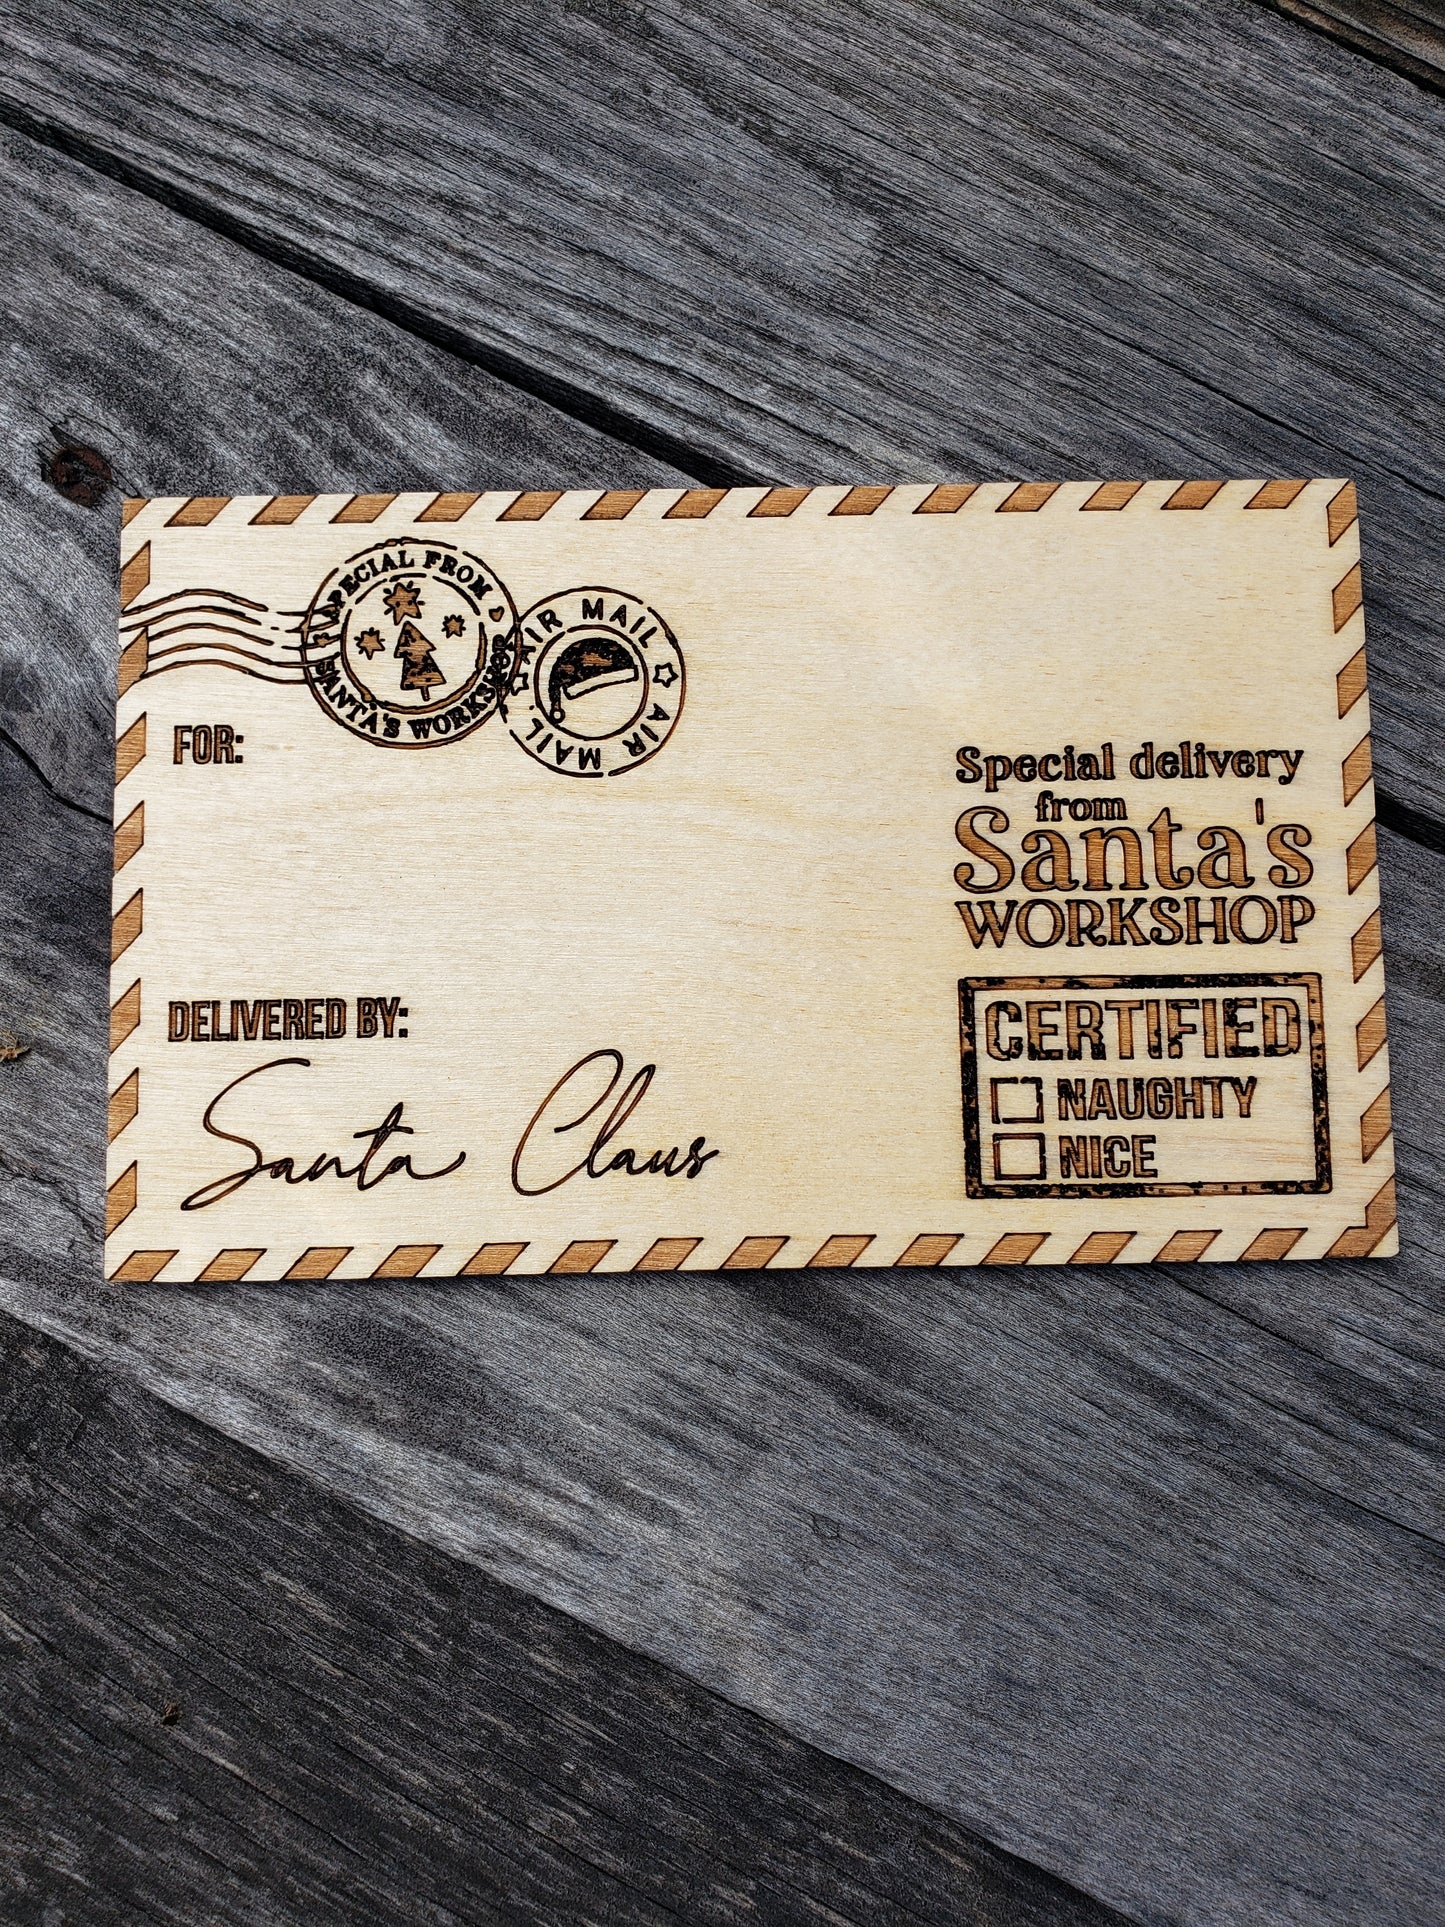 SPECIAL FROM
SANTA'S WORKSHOP
AIR MAIL
AIR MAIL
FOR:
Special delivery
from
Santa's
WORKSHOP
DELIVERED BY:
Santa Claus
CERTIFIED
NAUGHTY
NICE